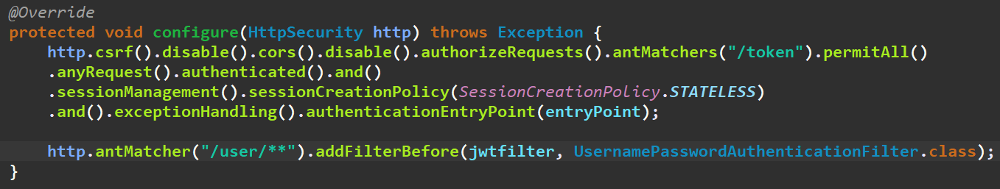 @Override
protected void configure(HttpSecurity http) throws Exception {
    http.csrf().disable().cors().disable().authorizeRequests().antMatchers("/token").permitAll()
    .anyRequest().authenticated().and()
    .sessionManagement().sessionCreationPolicy(SessionCreationPolicy.STATELESS)
    .and().exceptionHandling().authenticationEntryPoint(entryPoint);

    http.antMatcher("/user/**").addFilterBefore(jwtfilter, UsernamePasswordAuthenticationFilter.class);
}